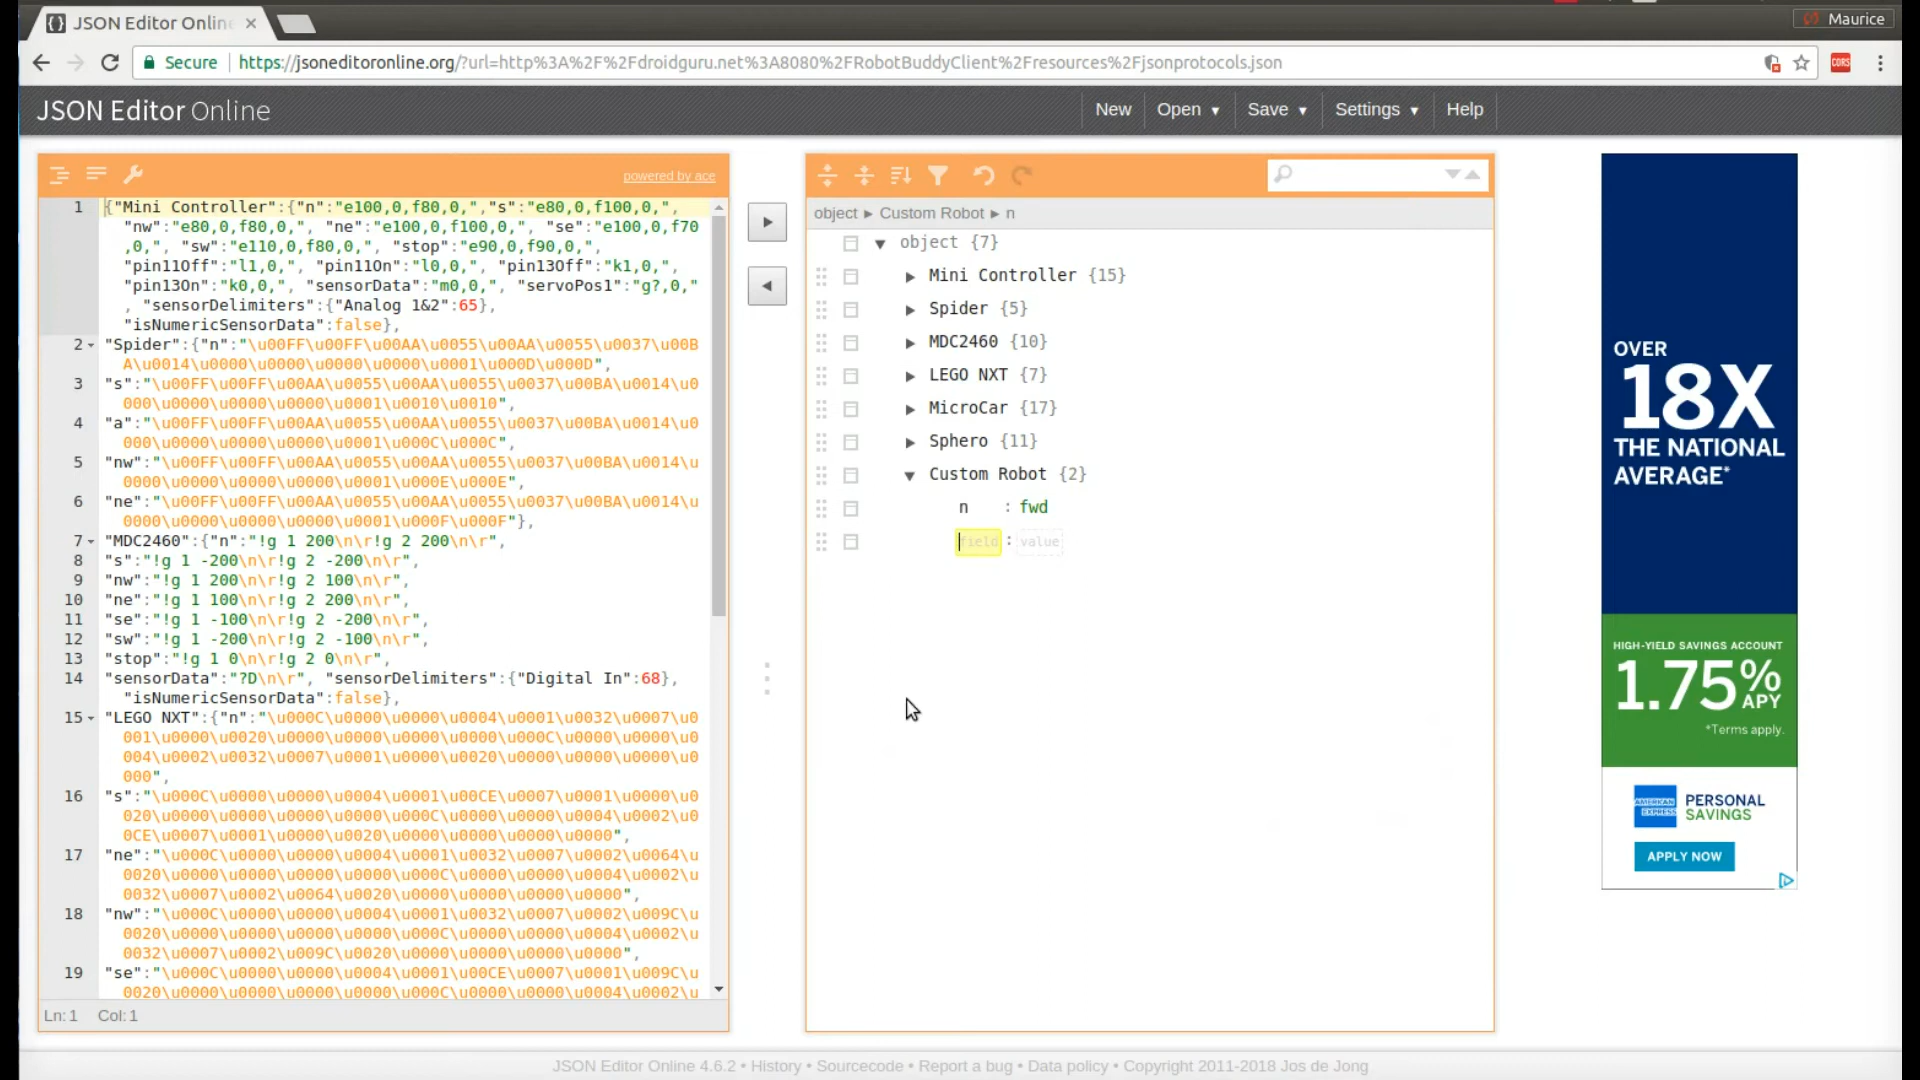 JSON Editor Online
Maurice
Secure
https://jsoneditoronline.org/?url=http%3A%2F%2Fdroidguru.net%3A8080%2FRobotBuddyClient%2Fresources%2Fjsonprotocols.json
CORS
JSON Editor Online
New
Open
Save
Settings
Help
powered by ace
1 {"Mini Controller":{"n":"e100,0,f80,0,","s":"e80,0,f100,0,",
"nw":"e80,0,f80,0,", "ne":"e100,0,f100,0,", "se":"e100,0,f70
,0,", "sw":"e110,0,f80,0,", "stop":"e90,0,f90,0,",
"pin11Off":"l1,0,", "pin11On":"l0,0,", "pin13Off":"k1,0,",
"pin13On":"k0,0,", "sensorData":"m0,0,", "servoPos1":"g?,0,"
, "sensorDelimiters":{"Analog 1&2":65},
"isNumericSensorData":false},
2 "Spider":{"n":"\u00FF\u00FF\u00AA\u0055\u00AA\u0055\u0037\u00B
A\u0014\u0000\u0000\u0000\u0000\u0001\u000D\u000D",
3 "s":"\u00FF\u00FF\u00AA\u0055\u00AA\u0055\u0037\u00BA\u0014\u0
000\u0000\u0000\u0000\u0001\u0010\u0010",
4 "a":"\u00FF\u00FF\u00AA\u0055\u00AA\u0055\u0037\u00BA\u0014\u0
000\u0000\u0000\u0000\u0001\u000C\u000C",
5 "nw":"\u00FF\u00FF\u00AA\u0055\u00AA\u0055\u0037\u00BA\u0014\u
0000\u0000\u0000\u0000\u0001\u000E\u000E",
6 "ne":"\u00FF\u00FF\u00AA\u0055\u00AA\u0055\u0037\u00BA\u0014\u
0000\u0000\u0000\u0000\u0001\u000F\u000F"},
7 "MDC2460":{"n":"!g 1 200\n\r!g 2 200\n\r",
8 "s":"!g 1 -200\n\r!g 2 -200\n\r",
9 "nw":"!g 1 200\n\r!g 2 100\n\r",
10 "ne":"!g 1 100\n\r!g 2 200\n\r",
11 "se":"!g 1 -100\n\r!g 2 -200\n\r",
12 "sw":"!g 1 -200\n\r!g 2 -100\n\r",
13 "stop":"!g 1 0\n\r!g 2 0\n\r",
14 "sensorData":"?D\n\r", "sensorDelimiters":{"Digital In":68},
"isNumericSensorData":false},
15 "LEGO NXT":{"n":"\u000C\u0000\u0000\u0004\u0001\u0032\u0007\u0
001\u0000\u0020\u0000\u0000\u0000\u0000\u000C\u0000\u0000\u0
004\u0002\u0032\u0007\u0001\u0000\u0020\u0000\u0000\u0000\u0
000",
16 "s":"\u000C\u0000\u0000\u0004\u0001\u00CE\u0007\u0001\u0000\u0
020\u0000\u0000\u0000\u0000\u000C\u0000\u0000\u0004\u0002\u0
0CE\u0007\u0001\u0000\u0020\u0000\u0000\u0000\u0000",
17 "ne":"\u000C\u0000\u0000\u0004\u0001\u0032\u0007\u0002\u0064\u
0020\u0000\u0000\u0000\u0000\u000C\u0000\u0000\u0004\u0002\u
0032\u0007\u0002\u0064\u0020\u0000\u0000\u0000\u0000",
18 "nw":"\u000C\u0000\u0000\u0004\u0001\u0032\u0007\u0002\u009C\u
0020\u0000\u0000\u0000\u0000\u000C\u0000\u0000\u0004\u0002\u
0032\u0007\u0002\u009C\u0020\u0000\u0000\u0000\u0000",
19 "se":"\u000C\u0000\u0000\u0004\u0001\u00CE\u0007\u0001\u009C\u
0020\u0000\u0000\u0000\u0000\u000C\u0000\u0000\u0004\u0002\u
Ln: 1 Col: 1
object ► Custom Robot ► n
object {7}
Mini Controller {15}
Spider {5}
MDC2460 {10}
LEGO NXT {7}
MicroCar {17}
Sphero {11}
Custom Robot {2}
n : fwd
field : value
OVER
18X
THE NATIONAL
AVERAGE*
HIGH-YIELD SAVINGS ACCOUNT
1.75% APY
*Terms apply.
AMERICAN EXPRESS
PERSONAL
SAVINGS
APPLY NOW
JSON Editor Online 4.6.2 • History • Sourcecode • Report a bug • Data policy • Copyright 2011-2018 Jos de Jong